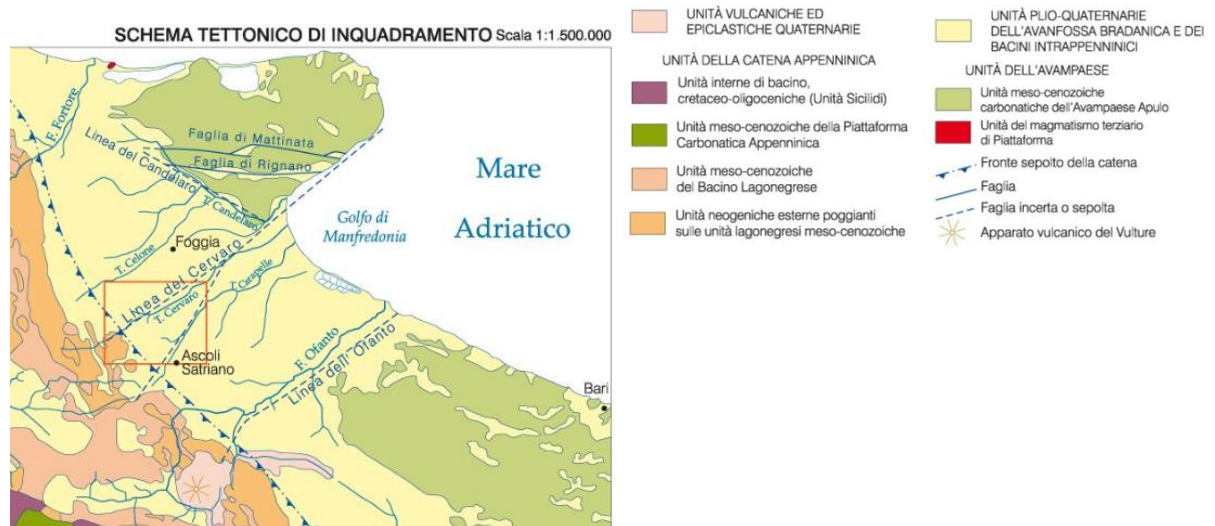 SCHEMA TETTONICO DI INQUADRAMENTO Scala 1:1.500.000
F. Fortore
Faglia di Mattinata
Linea del Candelaro
Faglia di Rignano
T. Candelaro
Mare
Adriatico
Golfo di
Manfredonia
Foggia
T. Celone
Linea del Cervaro
T. Carapelle
T. Cervaro
Ascoli
Satriano
F. Ofanto
Linea dell'Ofanto
Bari
UNITÀ VULCANICHE ED
EPICLASTICHE QUATERNARIE
UNITÀ DELLA CATENA APPENNINICA
Unità interne di bacino,
cretaceo-oligoceniche (Unità Sicilidi)
Unità meso-cenozoiche della Piattaforma
Carbonatica Appenninica
Unità meso-cenozoiche
del Bacino Lagonegrese
Unità neogeniche esterne poggianti
sulle unità lagonegresi meso-cenozoiche
UNITÀ PLIO-QUATERNARIE
DELL'AVANFOSSA BRADANICA E DEI
BACINI INTRAPPENNINICI
UNITÀ DELL'AVAMPAESE
Unità meso-cenozoiche
carbonatiche dell'Avampaese Apulo
Unità del magmatismo terziario
di Piattaforma
Fronte sepolto della catena
Faglia
Faglia incerta o sepolta
Apparato vulcanico del Vulture